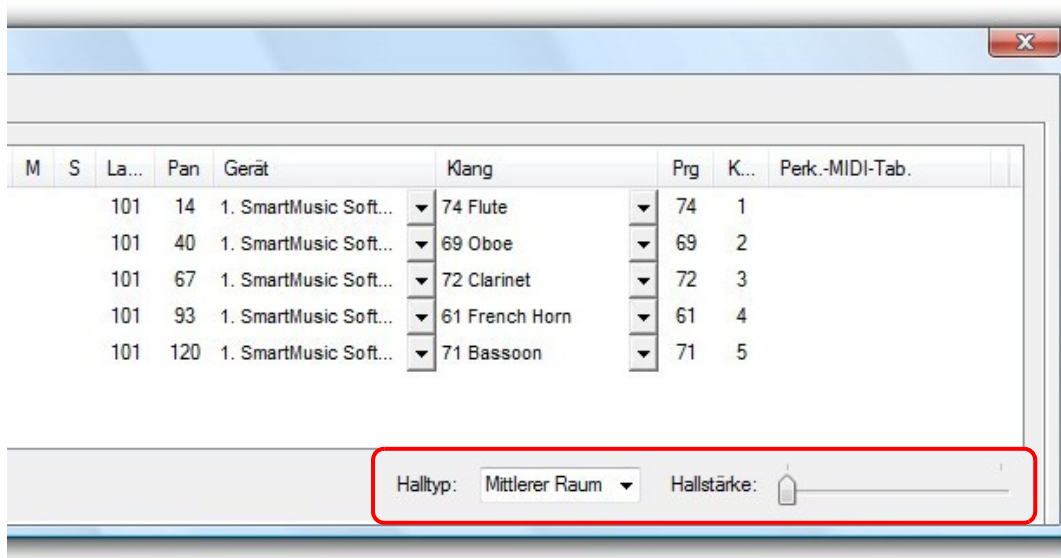 M S La... Pan Gerät Klang Prg K... Perk.-MIDI-Tab.
101 14 1. SmartMusic Soft... 74 Flute 74 1
101 40 1. SmartMusic Soft... 69 Oboe 69 2
101 67 1. SmartMusic Soft... 72 Clarinet 72 3
101 93 1. SmartMusic Soft... 61 French Horn 61 4
101 120 1. SmartMusic Soft... 71 Bassoon 71 5
Halltyp: Mittlerer Raum Hallstärke: